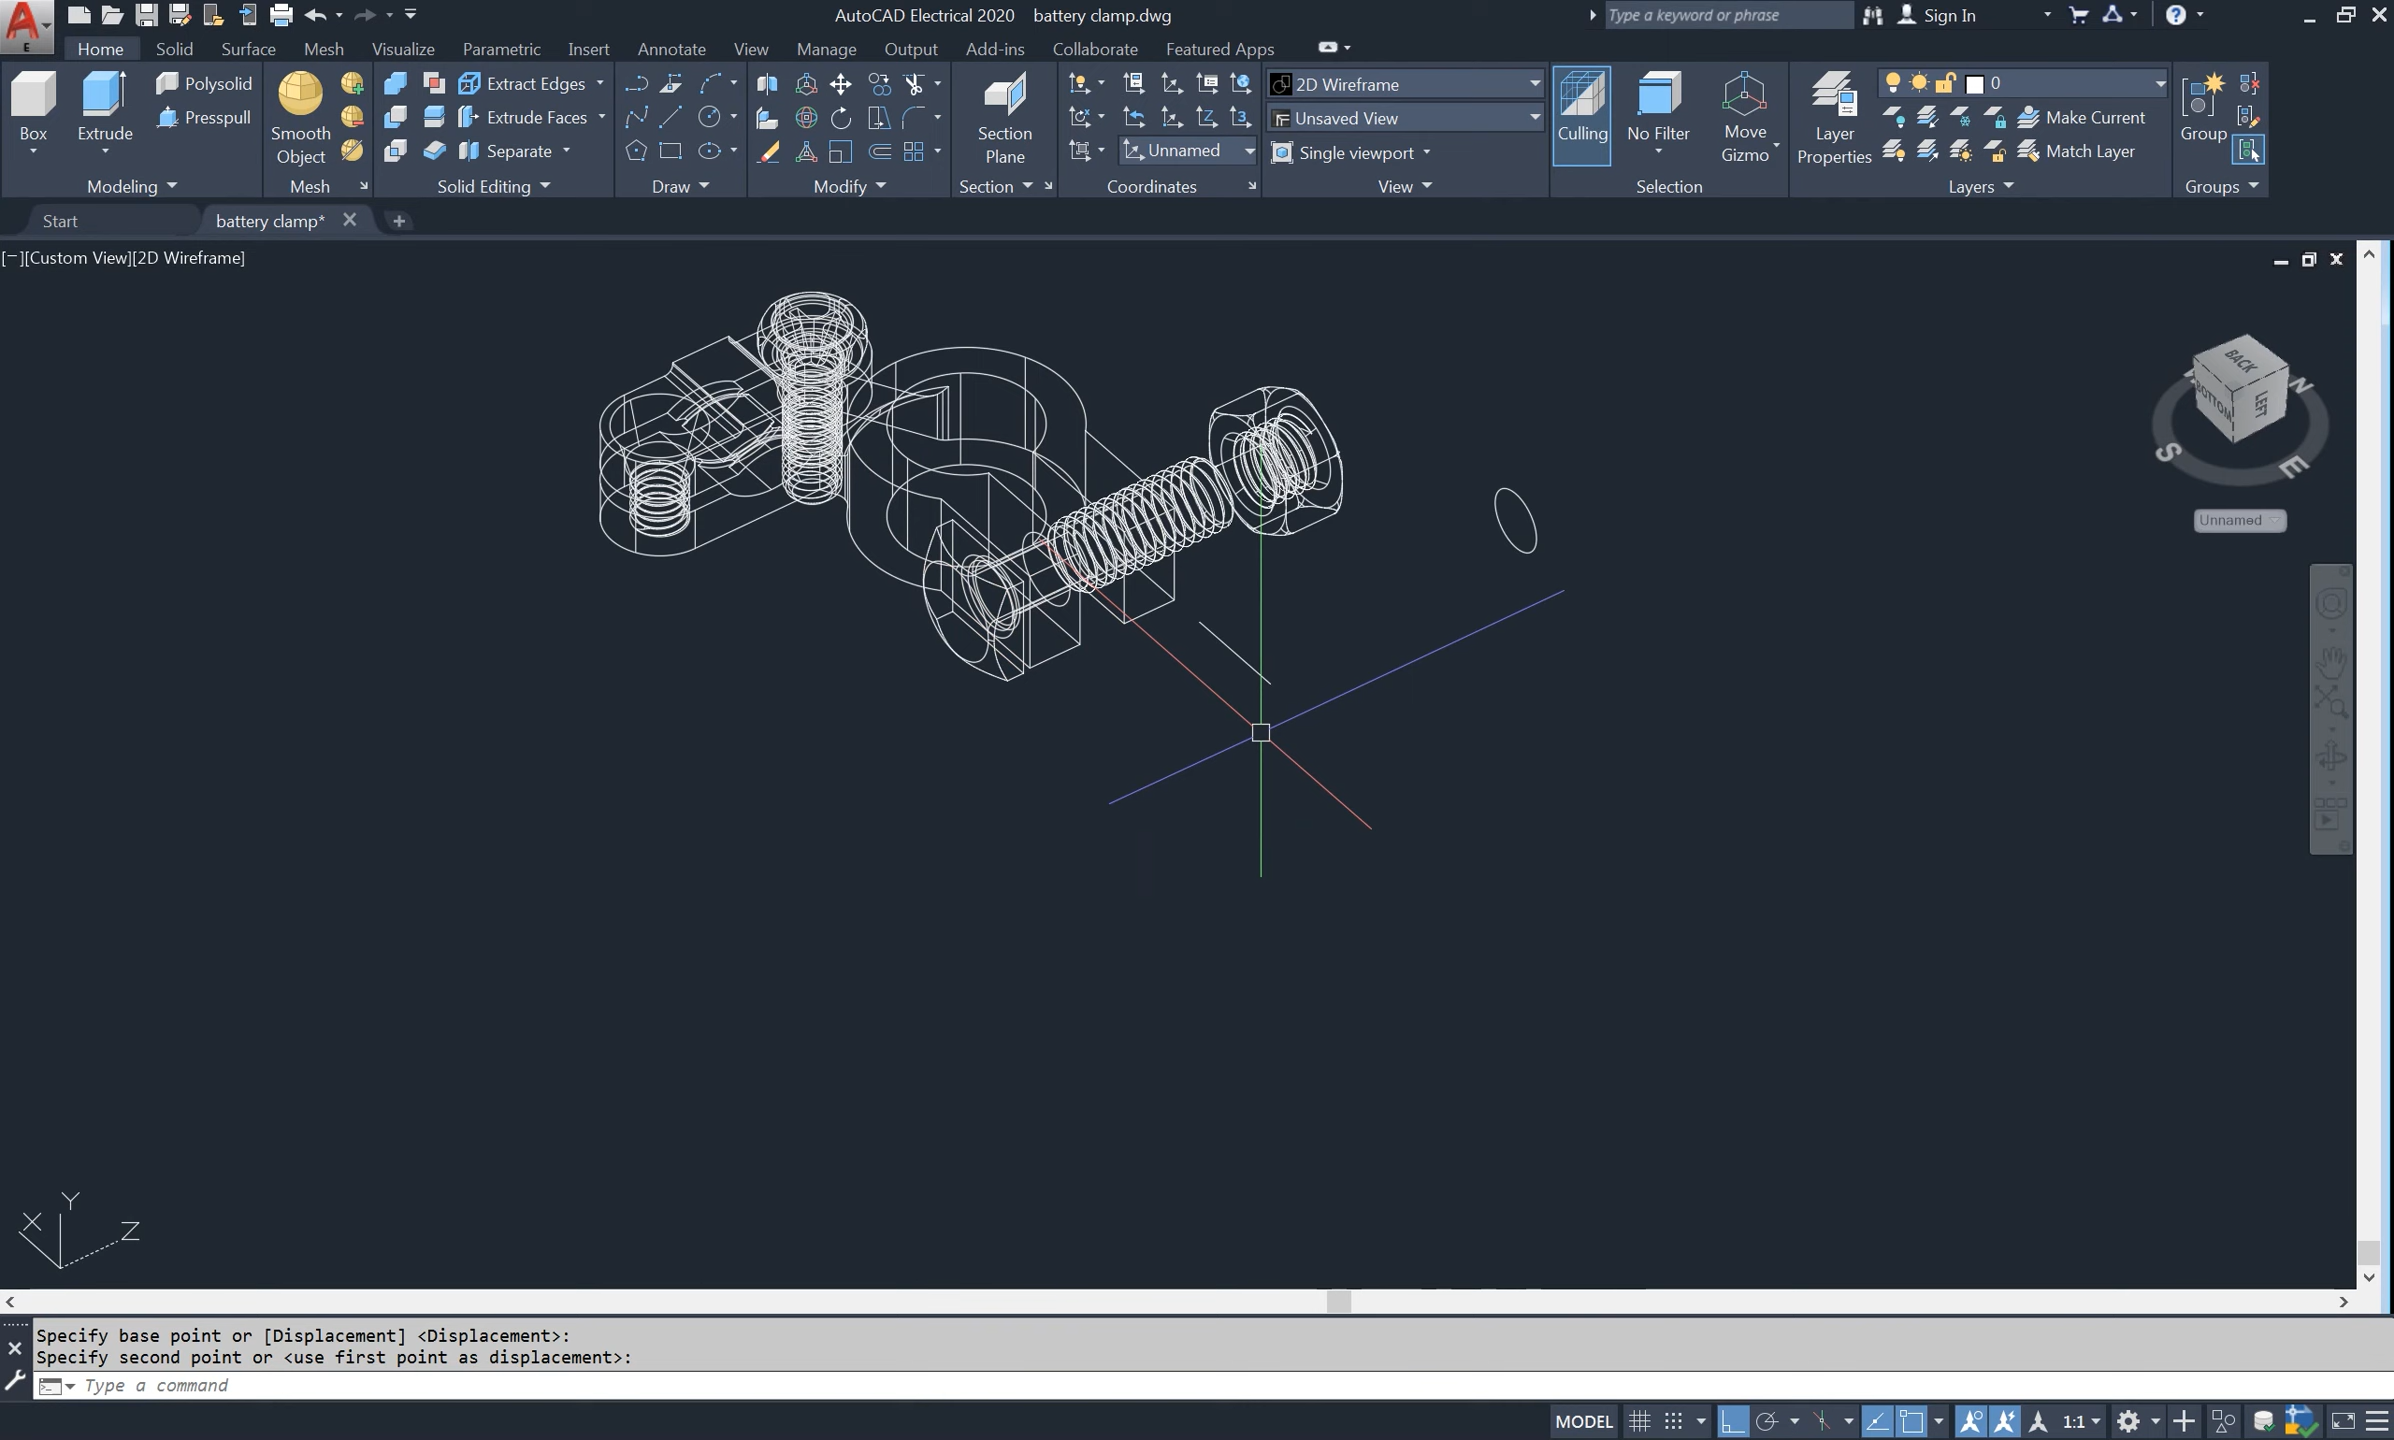 AutoCAD Electrical 2020 battery clamp.dwg
Type a keyword or phrase
Sign In
A
E
Home Solid Surface Mesh Visualize Parametric Insert Annotate View Manage Output Add-ins Collaborate Featured Apps
Box
Extrude
Polysolid
Presspull
Modeling
Smooth
Object
Mesh
Extract Edges
Extrude Faces
Separate
Solid Editing
Draw
Modify
Section
Plane
Section
Unnamed
Coordinates
2D Wireframe
Unsaved View
Single viewport
View
Culling
No Filter
Move
Gizmo
Selection
Layer
Properties
0
Make Current
Match Layer
Layers
Group
Groups
Start
battery clamp*
[−][Custom View][2D Wireframe]
BACK
BOTTOM
LEFT
N
S
E
Unnamed
Y
X
Z
Specify base point or [Displacement] <Displacement>:
Specify second point or <use first point as displacement>:
Type a command
MODEL
1:1